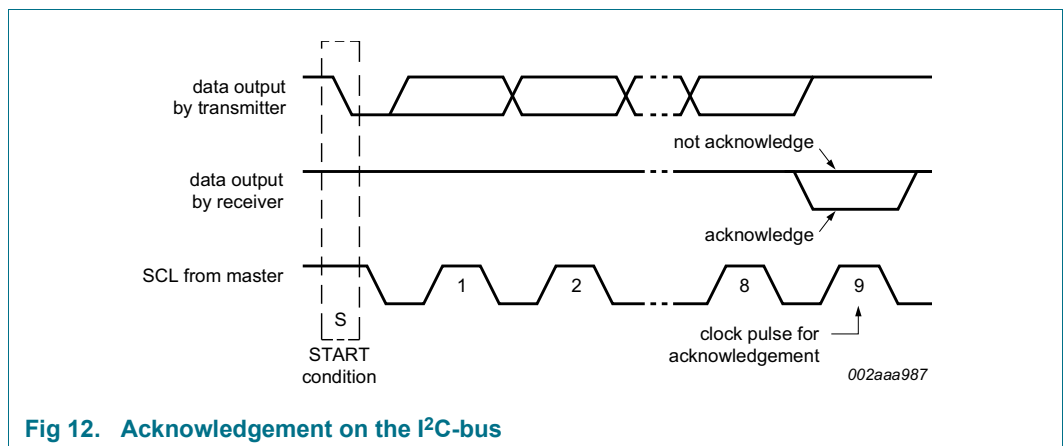 data output
by transmitter
not acknowledge
data output
by receiver
acknowledge
SCL from master
1
2
8
9
S
START
condition
clock pulse for
acknowledgement
002aaa987
Fig 12. Acknowledgement on the I²C-bus